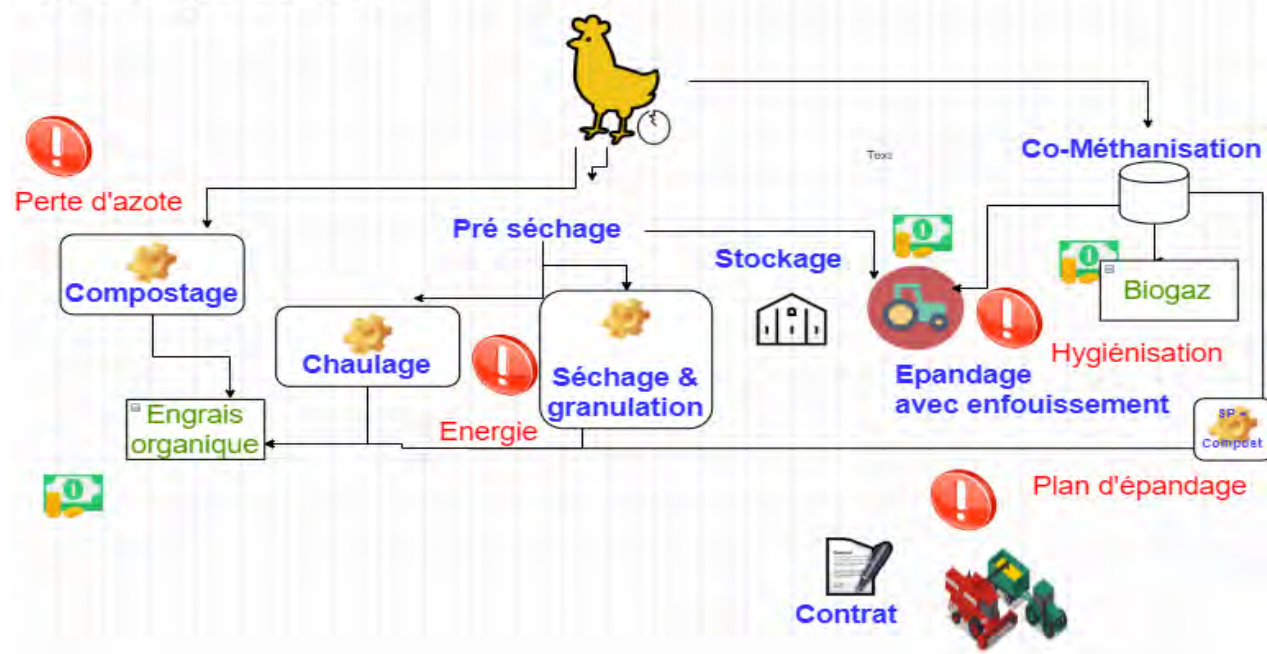 Texte
Co-Méthanisation
Perte d'azote
Pré séchage
Stockage
Compostage
Biogaz
Chaulage
Hygiénisation
Séchage &
granulation
Epandage
avec enfouissement
Engrais
organique
Energie
SP -
Compost
Plan d'épandage
Contrat